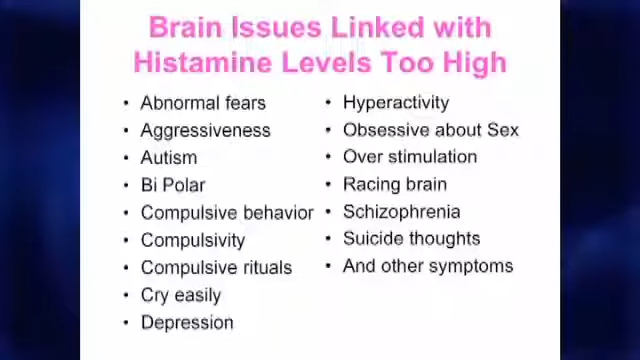 Brain Issues Linked with
Histamine Levels Too High
• Abnormal fears
• Aggressiveness
• Autism
• Bi Polar
• Compulsive behavior
• Compulsivity
• Compulsive rituals
• Cry easily
• Depression
• Hyperactivity
• Obsessive about Sex
• Over stimulation
• Racing brain
• Schizophrenia
• Suicide thoughts
• And other symptoms